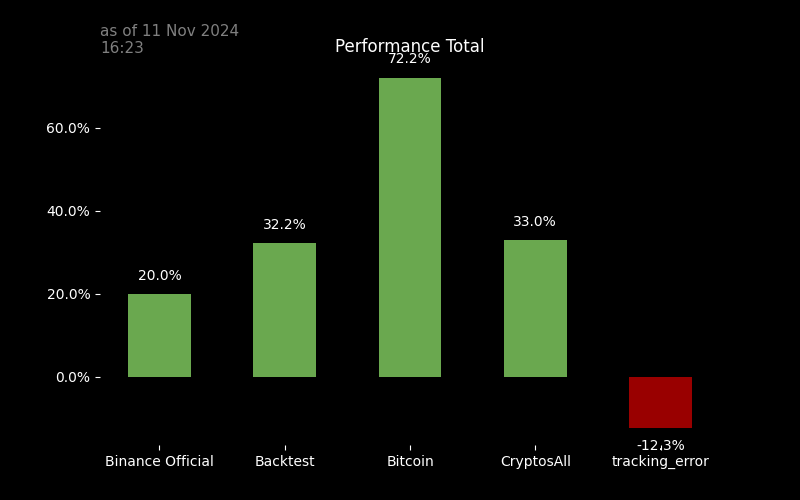 as of 11 Nov 2024
16:23
Performance Total
72.2%
60.0%
40.0%
20.0%
0.0%
20.0%
32.2%
33.0%
-12.3%
Binance Official
Backtest
Bitcoin
CryptosAll
tracking_error